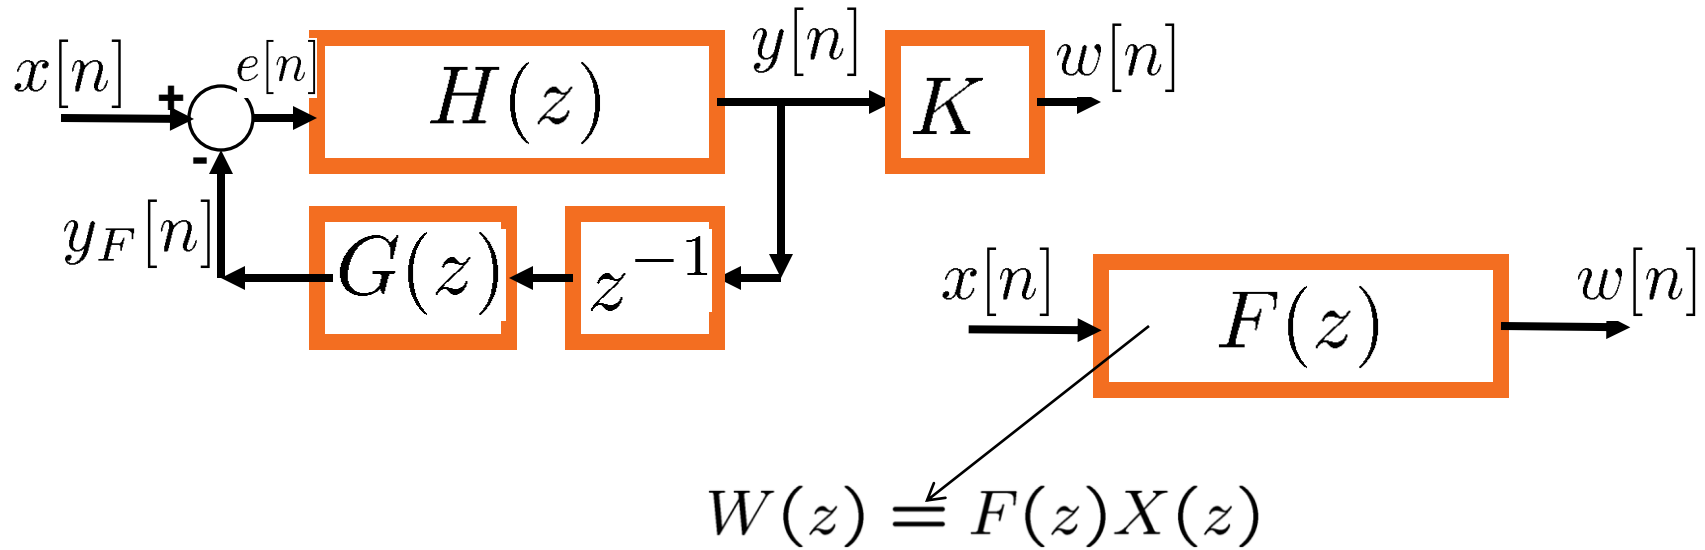 x[n]
+
-
e[n]
H(z)
y[n]
K
w[n]
y_F[n]
G(z)
z^{-1}
x[n]
F(z)
w[n]
W(z) = F(z)X(z)